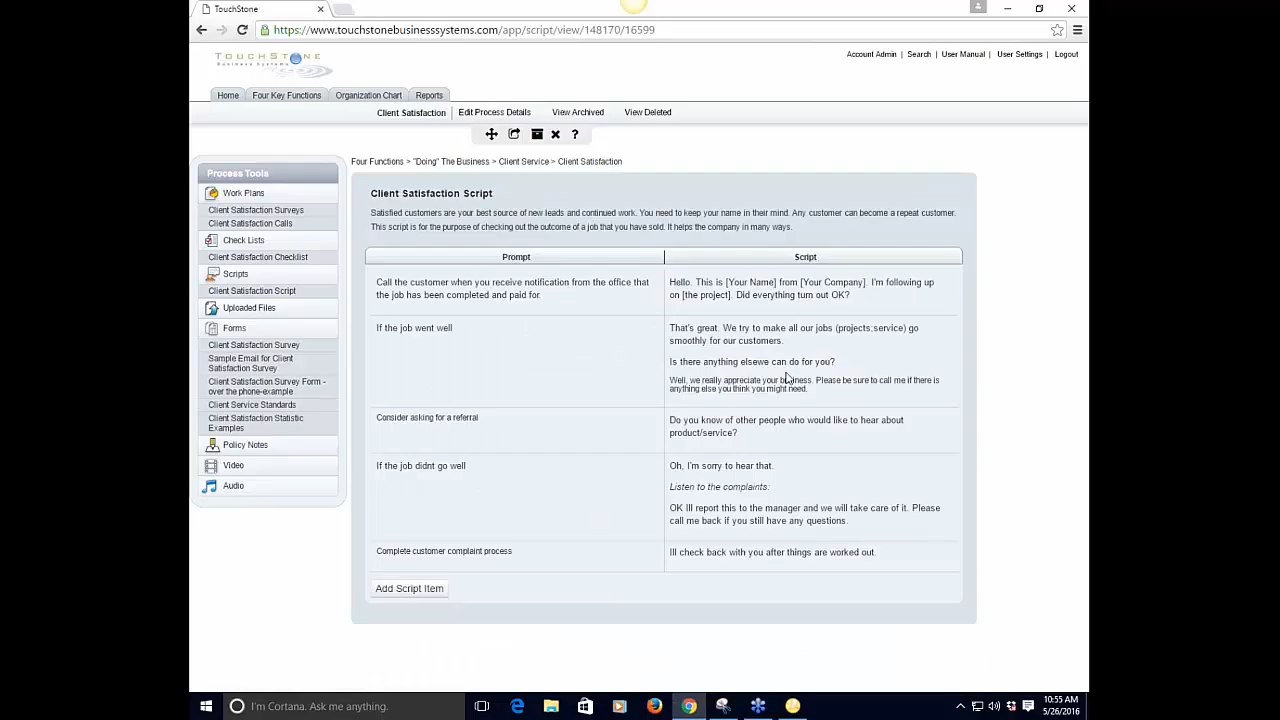 TouchStone
https://www.touchstonebusinesssystems.com/app/script/view/148170/16599
TOUCHSTONE
Business Systems
Account Admin | Search | User Manual | User Settings | Logout
Home Four Key Functions Organization Chart Reports
Client Satisfaction Edit Process Details View Archived View Deleted
?
Four Functions > "Doing" The Business > Client Service > Client Satisfaction
Process Tools
Work Plans
Client Satisfaction Surveys
Client Satisfaction Calls
Check Lists
Client Satisfaction Checklist
Scripts
Client Satisfaction Script
Uploaded Files
Forms
Client Satisfaction Survey
Sample Email for Client
Satisfaction Survey
Client Satisfaction Survey Form -
over the phone-example
Client Service Standards
Client Satisfaction Statistic
Examples
Policy Notes
Video
Audio
Client Satisfaction Script
Satisfied customers are your best source of new leads and continued work. You need to keep your name in their mind. Any customer can become a repeat customer.
This script is for the purpose of checking out the outcome of a job that you have sold. It helps the company in many ways.
Prompt Script
Call the customer when you receive notification from the office that
the job has been completed and paid for.
Hello. This is [Your Name] from [Your Company] I'm following up
on [the project]. Did everything turn out OK?
If the job went well
That's great. We try to make all our jobs (projects;service) go
smoothly for our customers.
Is there anything elsewe can do for you?
Well, we really appreciate your business. Please be sure to call me if there is
anything else you think you might need.
Consider asking for a referral
Do you know of other people who would like to hear about
product/service?
If the job didnt go well
Oh, I'm sorry to hear that.
Listen to the complaints:
OK Ill report this to the manager and we will take care of it. Please
call me back if you still have any questions.
Complete customer complaint process
Ill check back with you after things are worked out.
Add Script Item
I'm Cortana. Ask me anything.
10:55 AM
5/26/2016